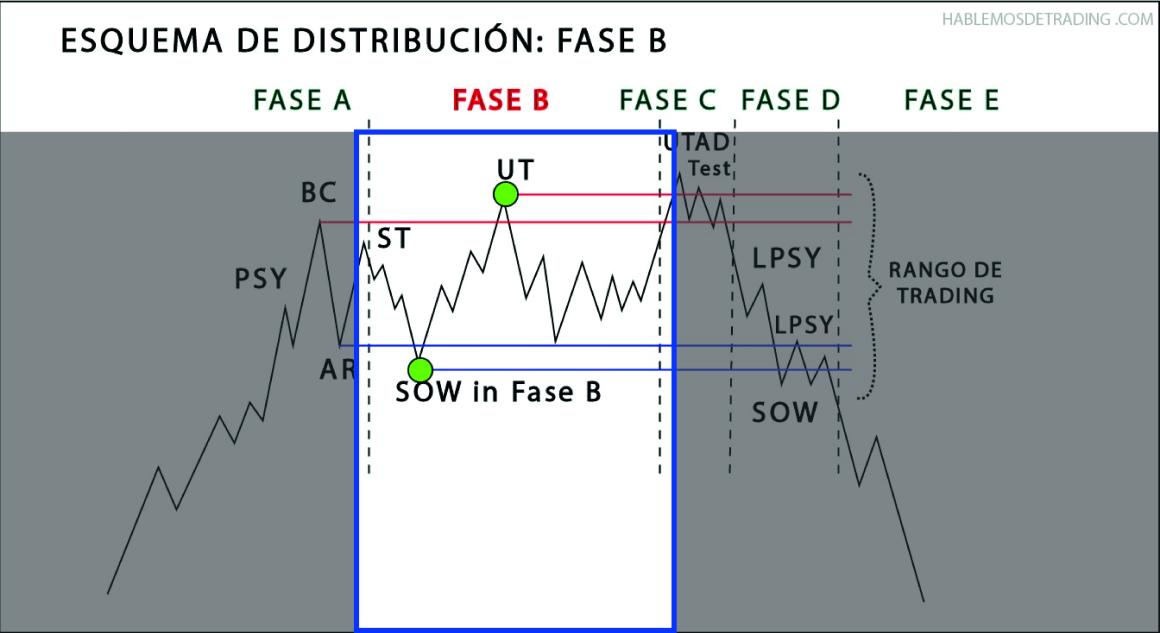 HABLEMOSDETRADING .COM
ESQUEMA DE DISTRIBUCIÓN: FASE B
FASE A
FASE B
FASE C
FASE D
FASE E
UTAD
Test
UT
BC
ST
PSY
LPSY
RANGO DE
TRADING
LPSY
AR
SOW in Fase B
SOW